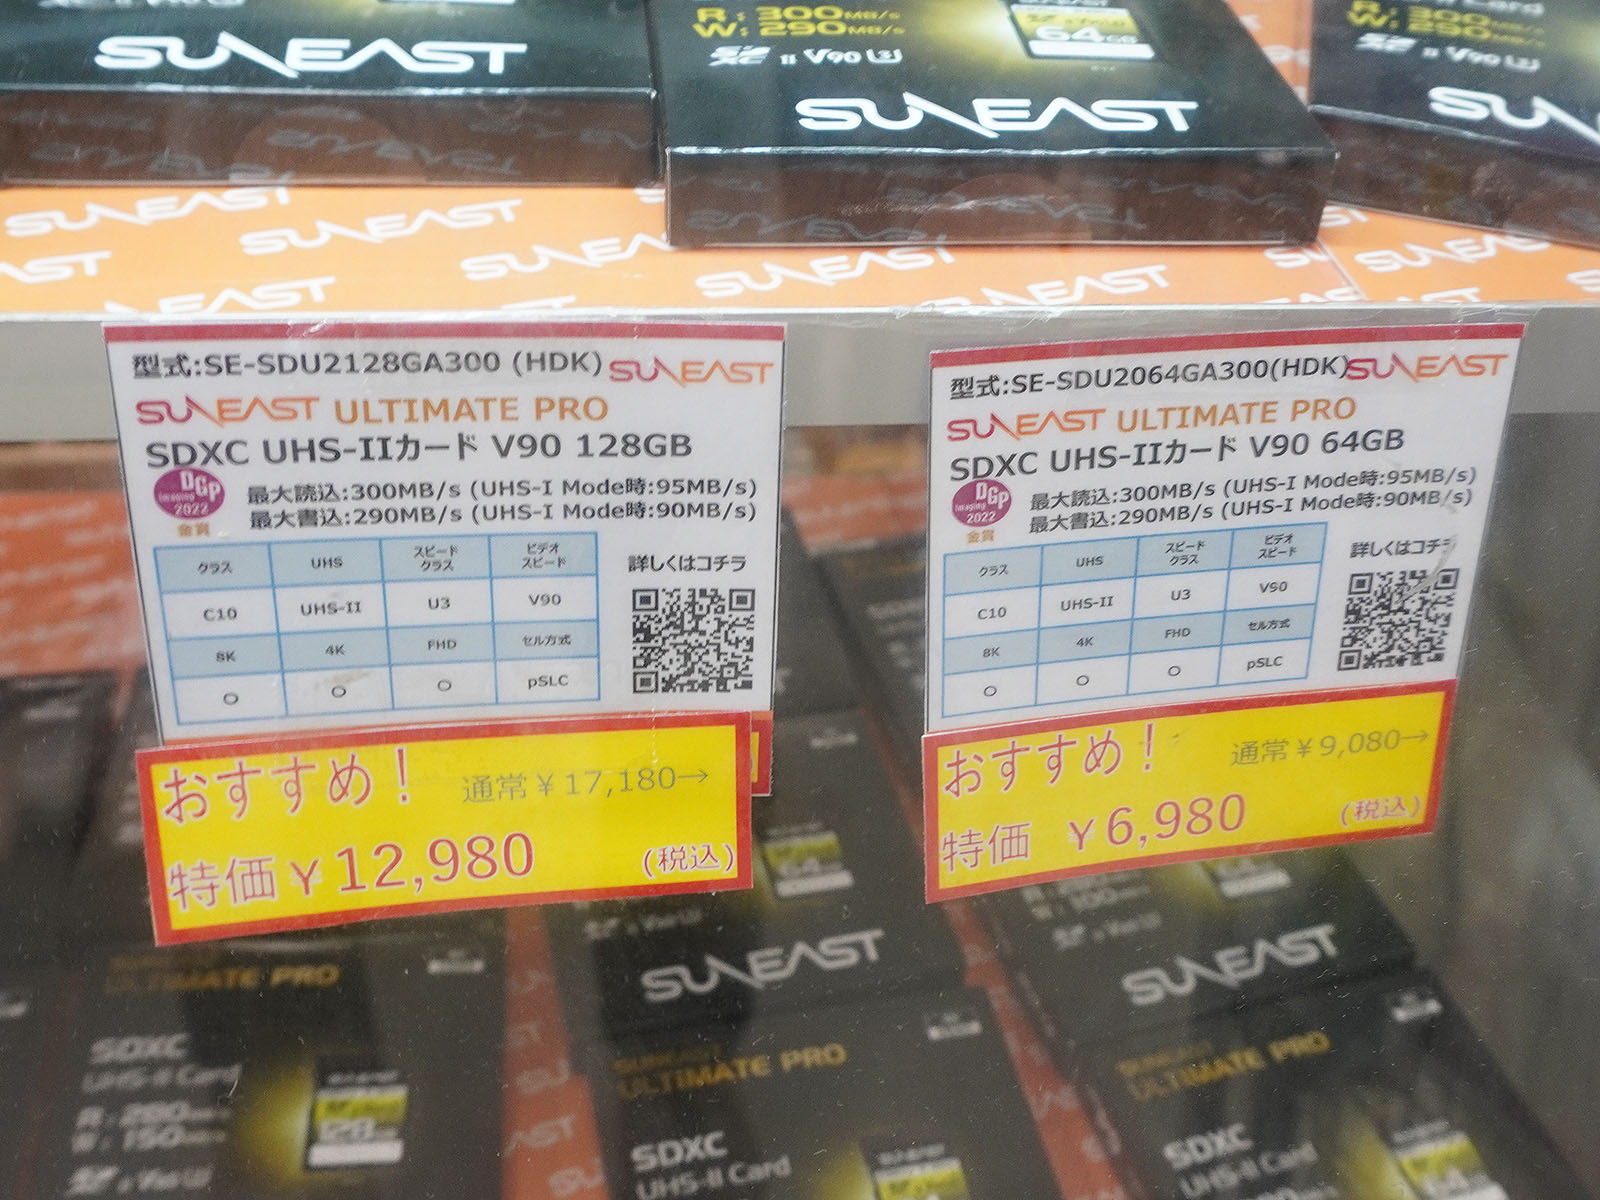 SUNEAST
R: 300MB/s
W: 290MB/s
64GB
SDXC II V90 U3
SUNEAST
R: 300MB/s
W: 290MB/s
V90
型式:SE-SDU2128GA300 (HDK) SUNEAST
SUNEAST ULTIMATE PRO
SDXC UHS-IIカード V90 128GB
DGP
imaging
2022
金賞
最大読込:300MB/s (UHS-I Mode時:95MB/s)
最大書込:290MB/s (UHS-I Mode時:90MB/s)
クラス UHS スピードクラス ビデオスピード
C10 UHS-II U3 V90
8K 4K FHD セル方式
○ ○ ○ pSLC
詳しくはコチラ
おすすめ! 通常¥17,180→
特価¥12,980 (税込)
型式:SE-SDU2064GA300(HDK) SUNEAST
SUNEAST ULTIMATE PRO
SDXC UHS-IIカード V90 64GB
DGP
imaging
2022
金賞
最大読込:300MB/s (UHS-I Mode時:95MB/s)
最大書込:290MB/s (UHS-I Mode時:90MB/s)
クラス UHS スピードクラス ビデオスピード
C10 UHS-II U3 V90
8K 4K FHD セル方式
○ ○ ○ pSLC
詳しくはコチラ
おすすめ! 通常¥9,080→
特価 ¥6,980 (税込)
SUNEAST
SUNEAST
ULTIMATE PRO
SDXC
UHS-II Card
ULTIMATE PRO
SDXC
UHS-II Card
ULTIMATE PRO
SDXC
UHS-II Card